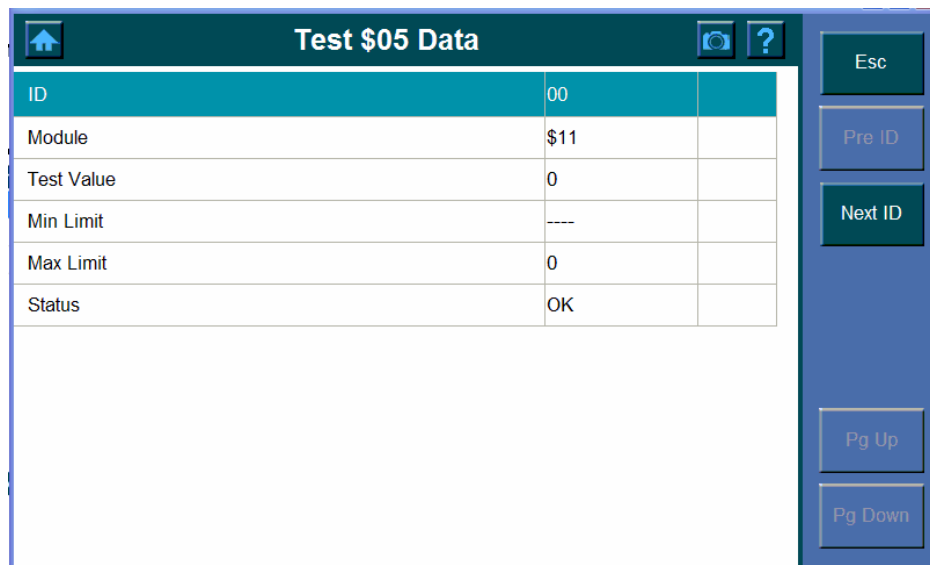 Test $05 Data
?
Esc
ID 00
Module $11
Pre ID
Test Value 0
Min Limit ----
Next ID
Max Limit 0
Status OK
Pg Up
Pg Down